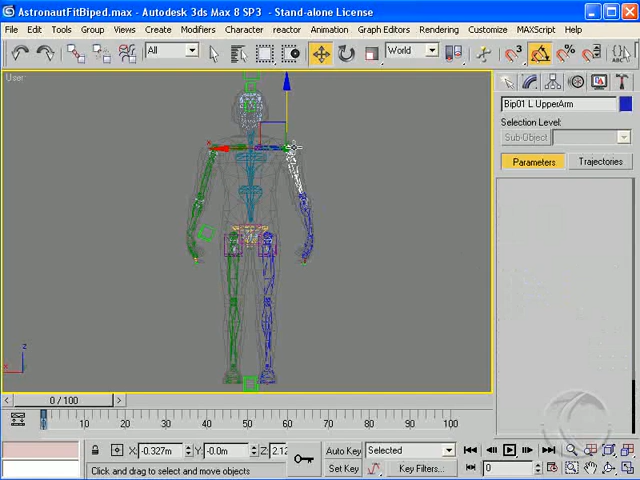 AstronautFitBiped.max - Autodesk 3ds Max 8 SP3 - Stand-alone License
File Edit Tools Group Views Create Modifiers Character reactor Animation Graph Editors Rendering Customize MAXScript Help
All World
User
Bip01 L UpperArm
Selection Level:
Sub-Object
Parameters Trajectories
x
z
x
0 / 100
0 10 20 30 40 50 60 70 80 90 100
X: -0.327m Y: -0.0m Z: 2.12
Auto Key Selected
Click and drag to select and move objects
Set Key Key Filters... 0